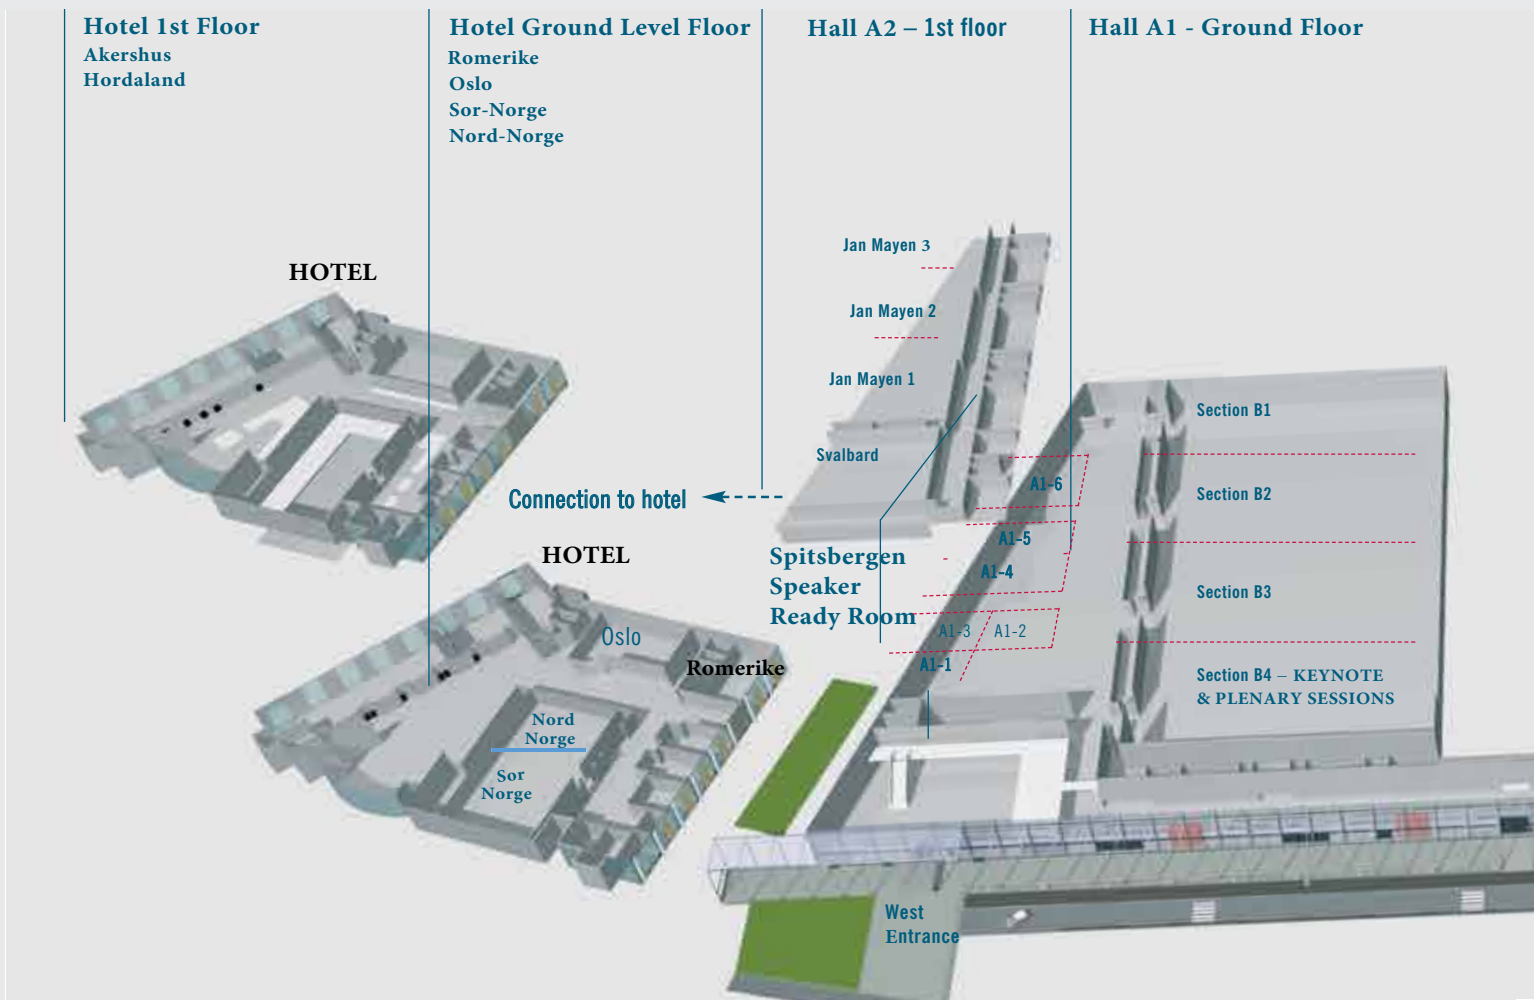 Hotel 1st Floor
Akershus
Hordaland
Hotel Ground Level Floor
Romerike
Oslo
Sor-Norge
Nord-Norge
Hall A2 – 1st floor
Hall A1 - Ground Floor
Jan Mayen 3
Jan Mayen 2
Jan Mayen 1
Svalbard
HOTEL
Connection to hotel
HOTEL
Oslo
Romerike
Nord
Norge
Sor
Norge
Spitsbergen
Speaker
Ready Room
A1-6
A1-5
A1-4
A1-3
A1-2
A1-1
Section B1
Section B2
Section B3
Section B4 – KEYNOTE
& PLENARY SESSIONS
West
Entrance